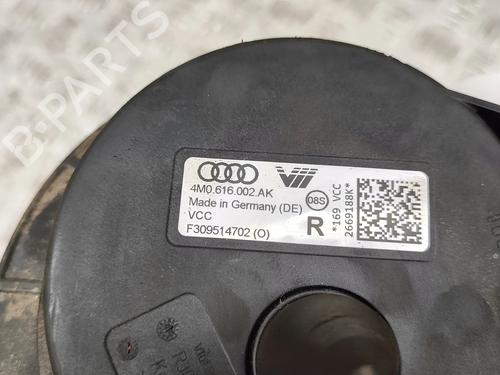 B-PARTS
4M0.616.002.AK
Made in Germany (DE)
VCC
F309514702 (O)
08S
R
*169 VCC
2669188K*